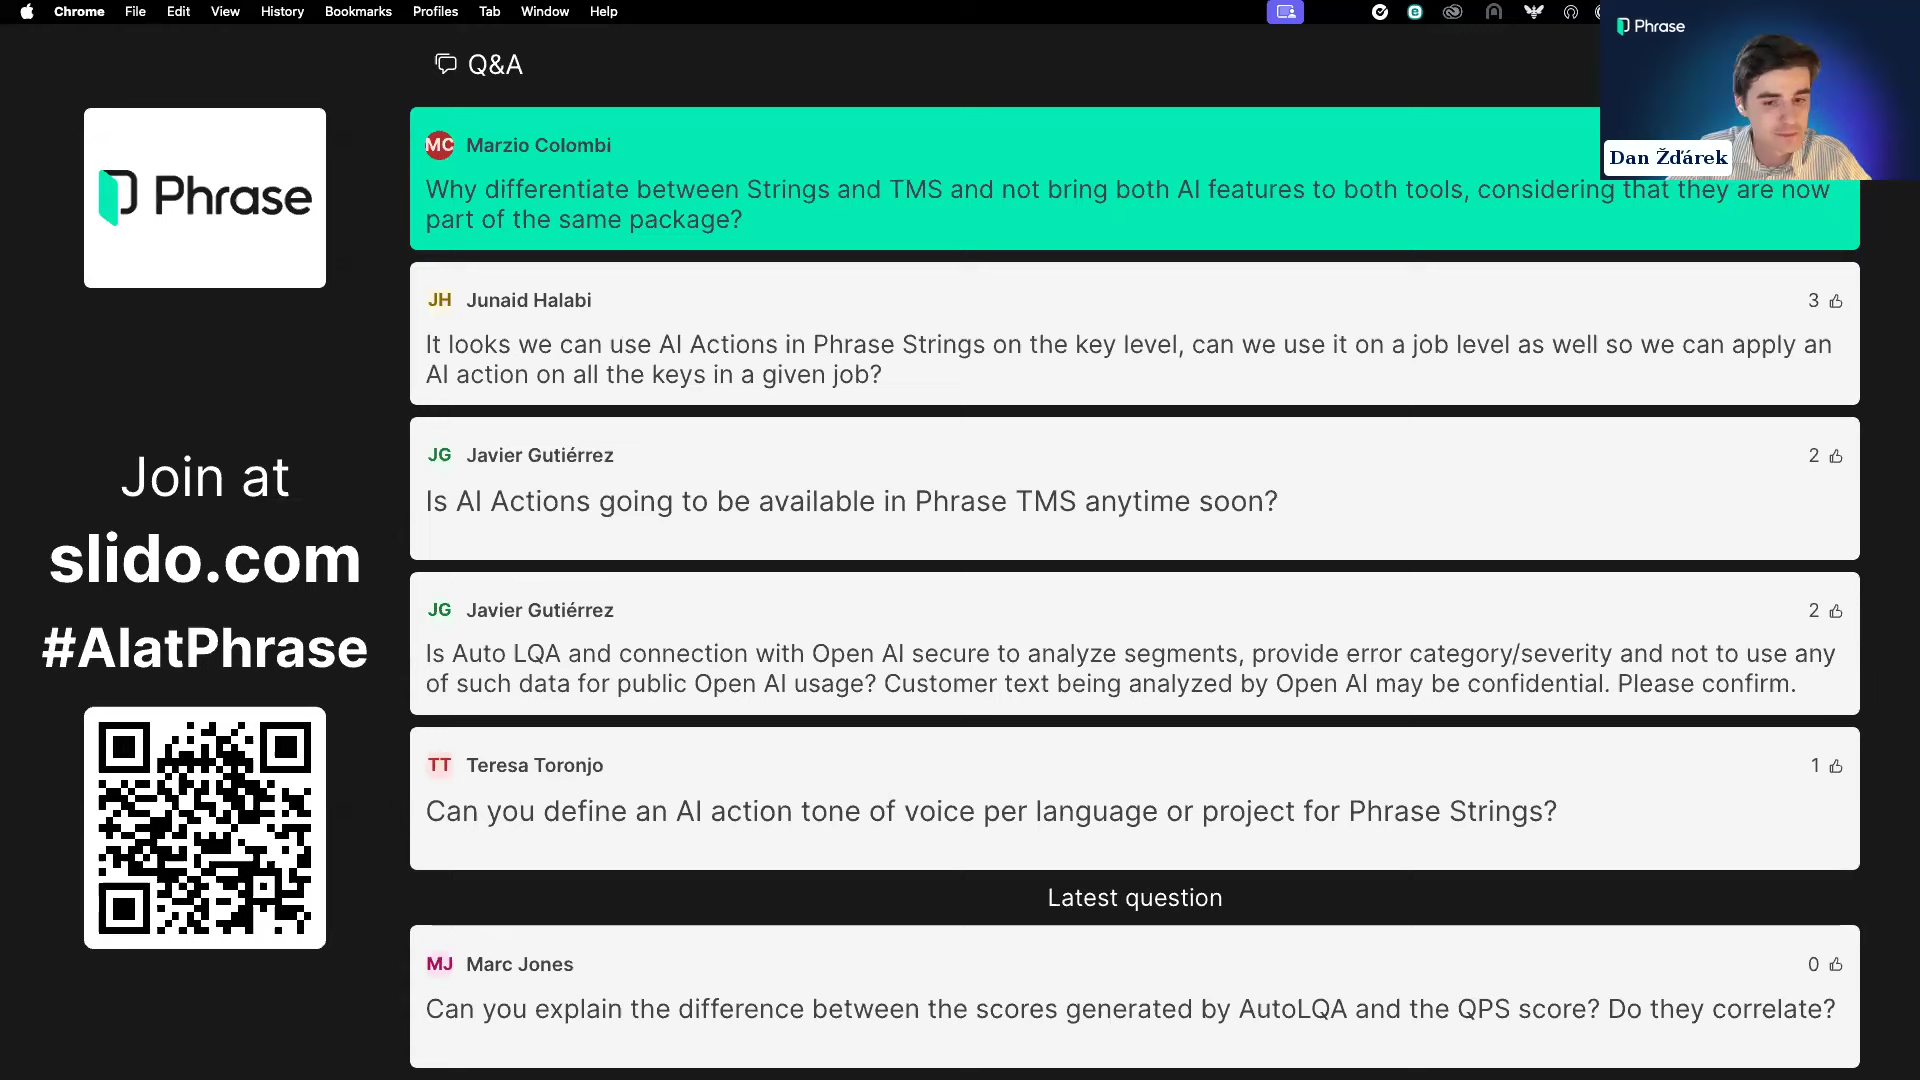 Chrome File Edit View History Bookmarks Profiles Tab Window Help
Phrase
Dan Žďárek
Q&A
Phrase
Join at
slido.com
#AIatPhrase
MC Marzio Colombi
Why differentiate between Strings and TMS and not bring both AI features to both tools, considering that they are now
part of the same package?
JH Junaid Halabi 3
It looks we can use AI Actions in Phrase Strings on the key level, can we use it on a job level as well so we can apply an
AI action on all the keys in a given job?
JG Javier Gutiérrez 2
Is AI Actions going to be available in Phrase TMS anytime soon?
JG Javier Gutiérrez 2
Is Auto LQA and connection with Open AI secure to analyze segments, provide error category/severity and not to use any
of such data for public Open AI usage? Customer text being analyzed by Open AI may be confidential. Please confirm.
TT Teresa Toronjo 1
Can you define an AI action tone of voice per language or project for Phrase Strings?
Latest question
MJ Marc Jones 0
Can you explain the difference between the scores generated by AutoLQA and the QPS score? Do they correlate?